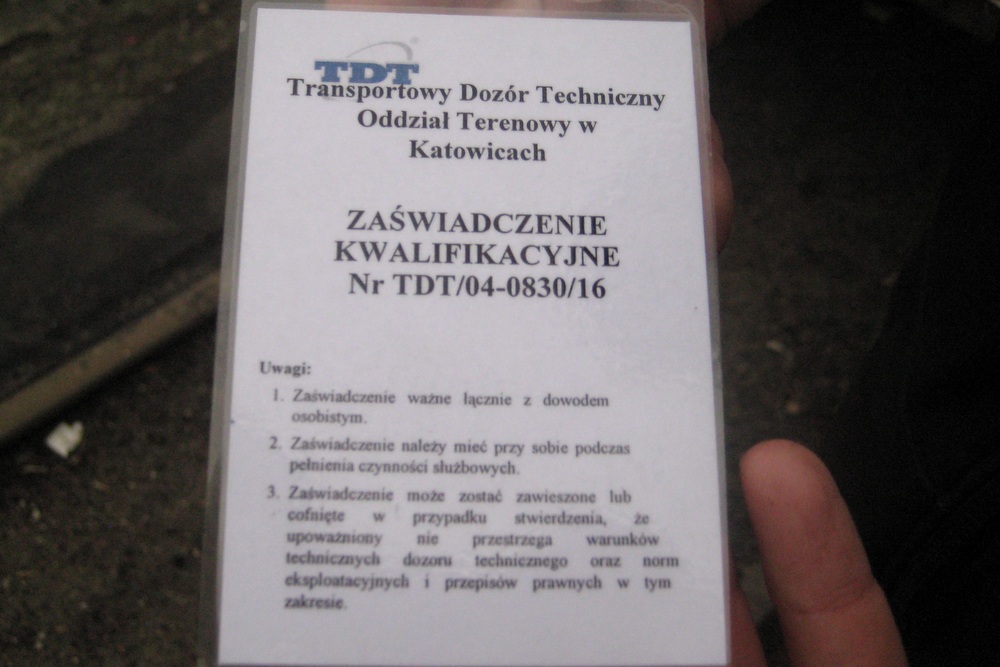 TDT
Transportowy Dozór Techniczny
Oddział Terenowy w
Katowicach
ZAŚWIADCZENIE
KWALIFIKACYJNE
Nr TDT/04-0830/16
Uwagi:
1. Zaświadczenie ważne łącznie z dowodem
osobistym.
2. Zaświadczenie należy mieć przy sobie podczas
pełnienia czynności służbowych.
3. Zaświadczenie może zostać zawieszone lub
cofnięte w przypadku stwierdzenia, że
upoważniony nie przestrzega warunków
technicznych dozoru technicznego oraz norm
eksploatacyjnych i przepisów prawnych w tym
zakresie.